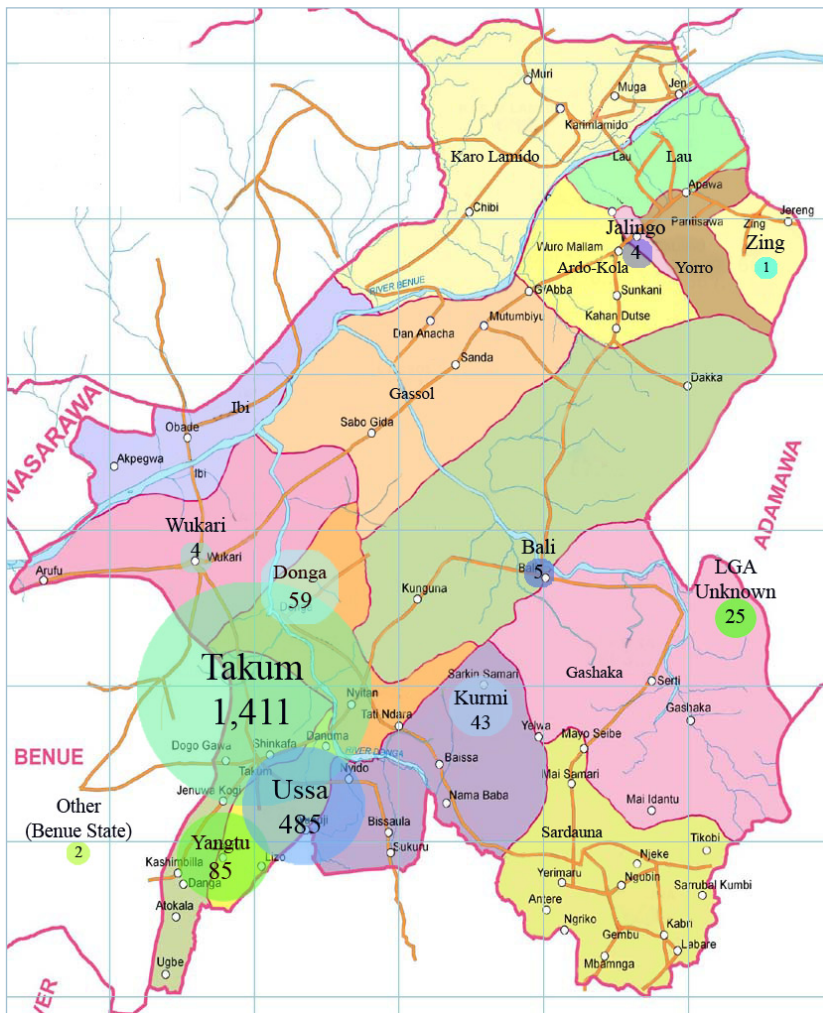 Muri
Muga
Jen
Karimlamido
Karo Lamido
Lau
Lau
Apawa
Chibi
Pantisawa
Jereng
Zing
Jalingo
Zing
Wuro Mallam
4
Ardo-Kola
Yorro
1
RIVER BENUE
G/Abba
Sunkani
Mutumbiyu
Kahan Dutse
Dan Anacha
Sanda
Dakka
Gassol
NASARAWA
Ibi
Obade
Sabo Gida
Akpegwa
Ibi
ADAMAWA
Wukari
4
Wukari
Bali
Arufu
Donga
59
Bali
5
LGA
Unknown
25
Kunguna
Takum
1,411
Sarkin Samari
Gashaka
Serti
Kurmi
43
Nyitan
Gashaka
Tati Ndara
Yelwa
Danuma
Mayo Seibe
BENUE
Dogo Gawa
Shinkafa
RIVER DONGA
Takum
Nyido
Baissa
Mai Samari
Ussa
485
Jenuwa Kogi
Nama Baba
Mai Idantu
Other
(Benue State)
2
Yangtu
85
Bissaula
Sardauna
Sukuru
Tikobi
Kashimbilla
Lizo
Njeke
Danga
Yerimaru
Ngubin
Sarrubal Kumbi
Atokala
Antere
Ngriko
Gembu
Kabri
Labare
Ugbe
Mbamnga